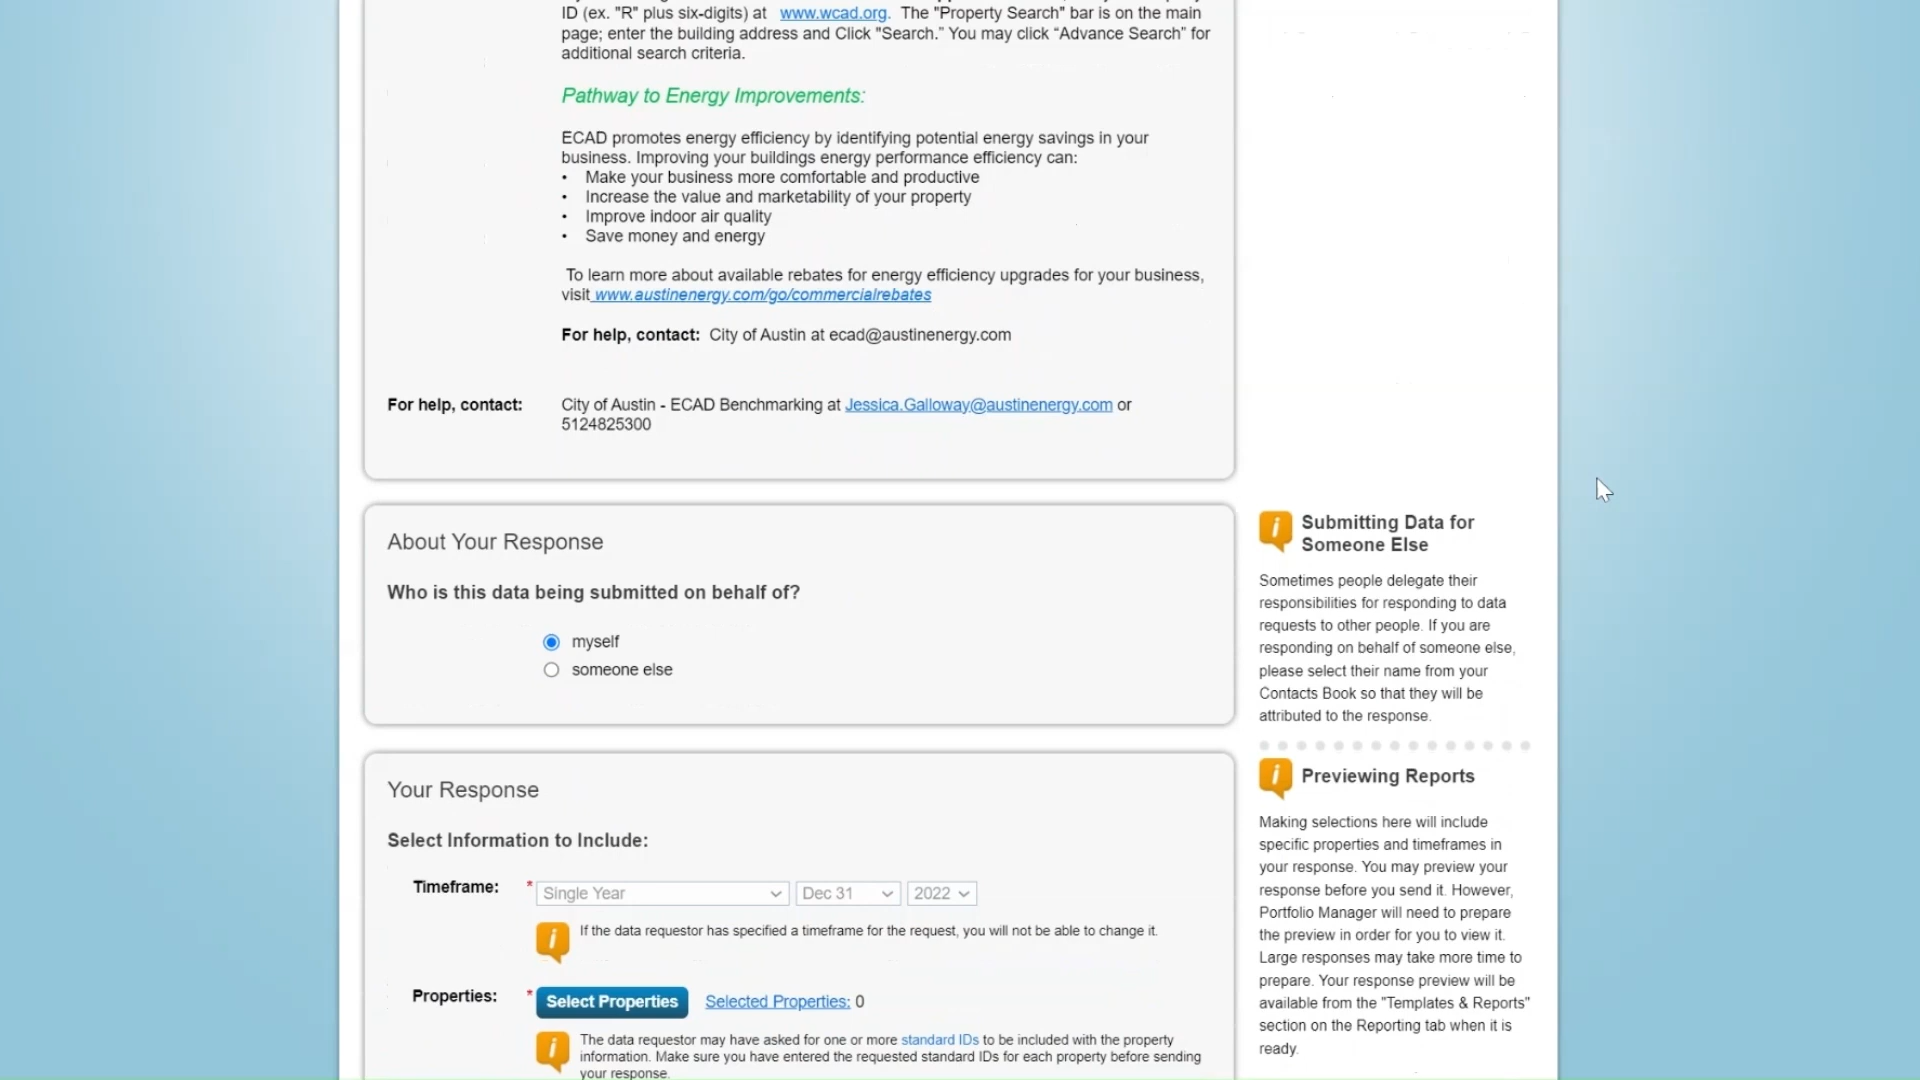 ID (ex. "R" plus six-digits) at www.wcad.org. The "Property Search" bar is on the main
page; enter the building address and Click "Search." You may click “Advance Search” for
additional search criteria.
Pathway to Energy Improvements:
ECAD promotes energy efficiency by identifying potential energy savings in your
business. Improving your buildings energy performance efficiency can:
• Make your business more comfortable and productive
• Increase the value and marketability of your property
• Improve indoor air quality
• Save money and energy
To learn more about available rebates for energy efficiency upgrades for your business,
visit www.austinenergy.com/go/commercialrebates
For help, contact: City of Austin at ecad@austinenergy.com
For help, contact: City of Austin - ECAD Benchmarking at Jessica.Galloway@austinenergy.com or
5124825300
About Your Response
Who is this data being submitted on behalf of?
myself
someone else
Submitting Data for
Someone Else
Sometimes people delegate their
responsibilities for responding to data
requests to other people. If you are
responding on behalf of someone else,
please select their name from your
Contacts Book so that they will be
attributed to the response.
Your Response
Select Information to Include:
Timeframe: * Single Year Dec 31 2022
If the data requestor has specified a timeframe for the request, you will not be able to change it.
Properties: * Select Properties Selected Properties: 0
The data requestor may have asked for one or more standard IDs to be included with the property
information. Make sure you have entered the requested standard IDs for each property before sending
your response.
Previewing Reports
Making selections here will include
specific properties and timeframes in
your response. You may preview your
response before you send it. However,
Portfolio Manager will need to prepare
the preview in order for you to view it.
Large responses may take more time to
prepare. Your response preview will be
available from the "Templates & Reports"
section on the Reporting tab when it is
ready.